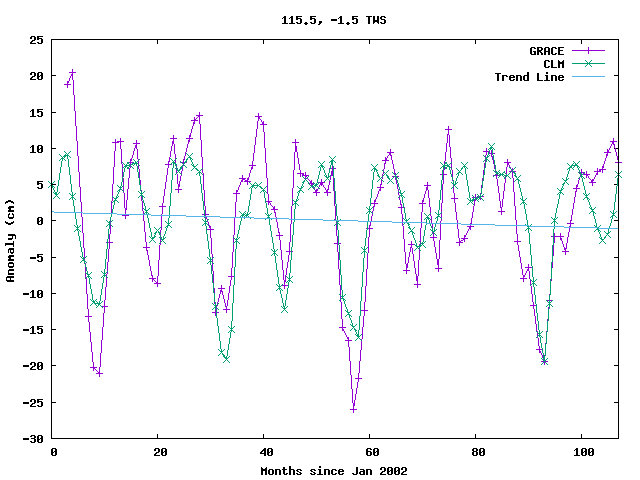 115.5, -1.5 TWS
GRACE
CLM
Trend Line
25
20
15
10
5
0
-5
-10
-15
-20
-25
-30
Anomaly (cm)
0 20 40 60 80 100
Months since Jan 2002